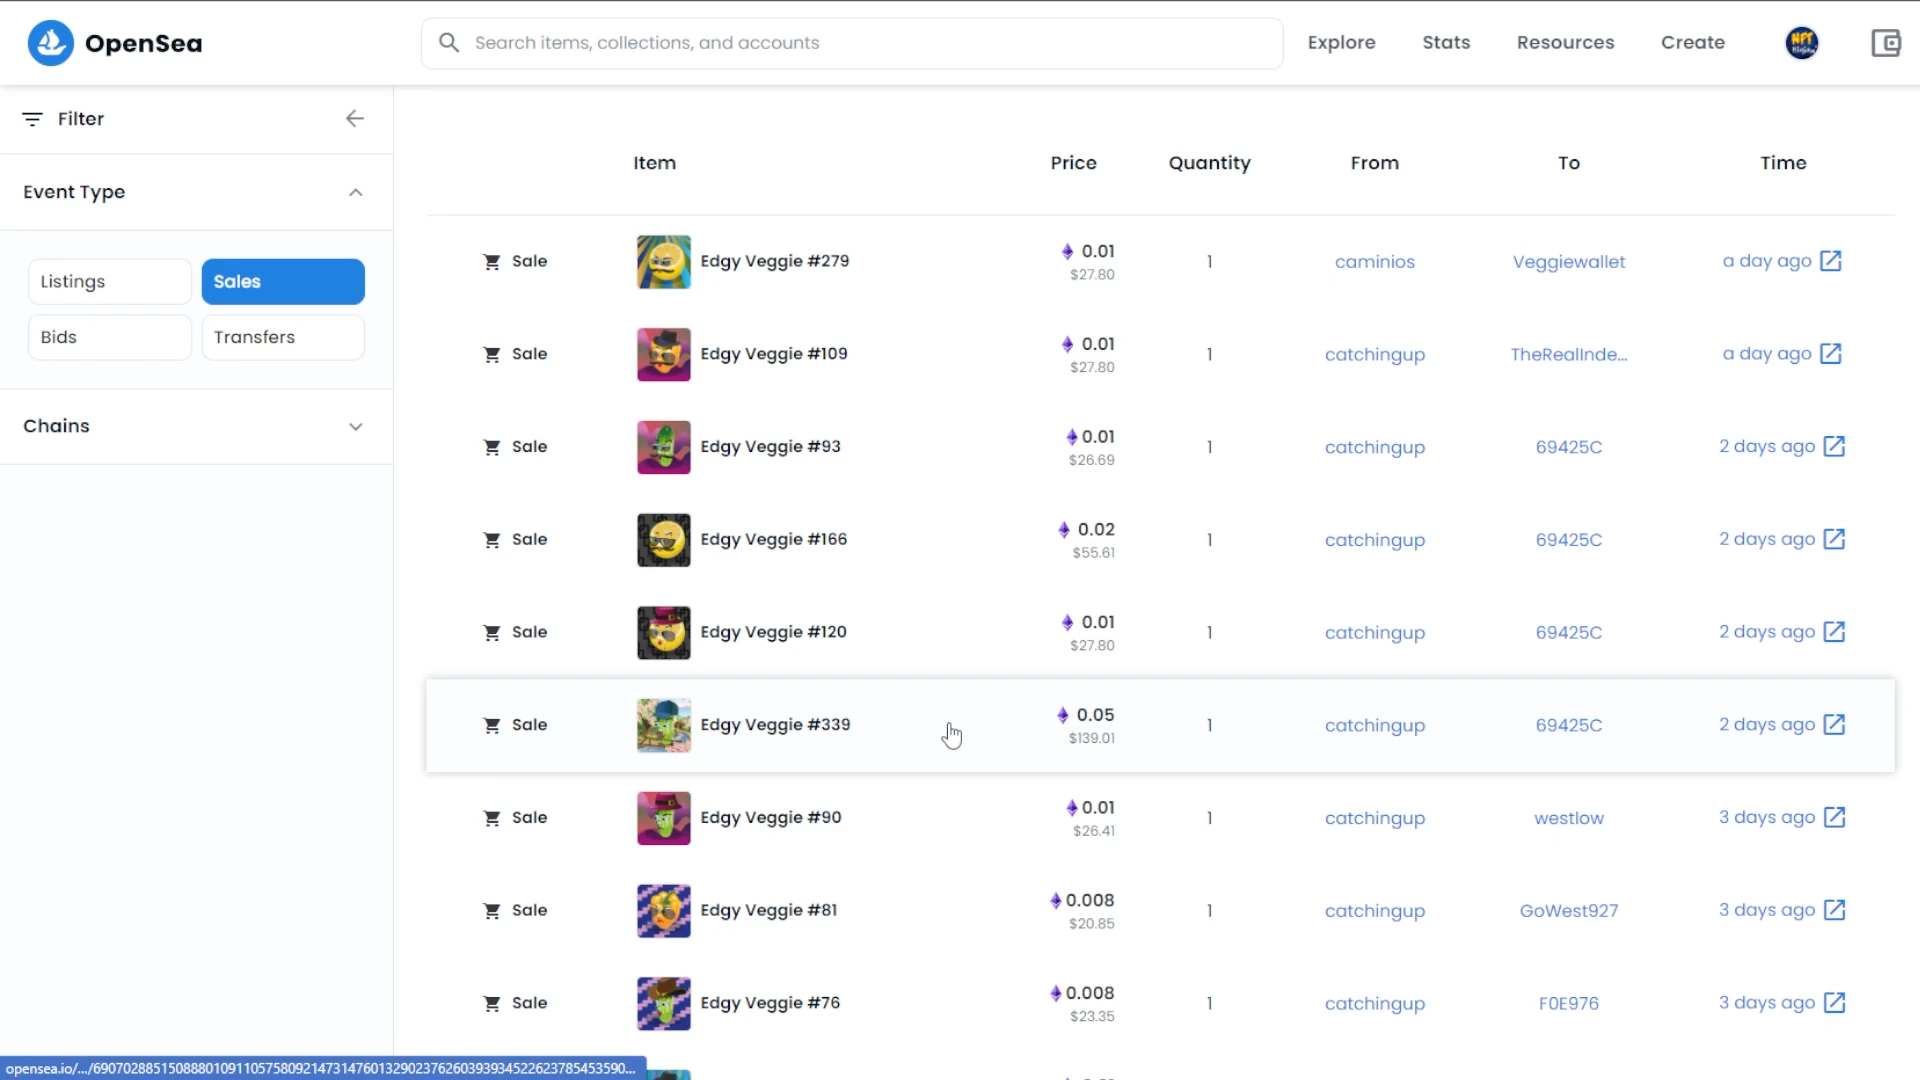 OpenSea
Search items, collections, and accounts
Explore
Stats
Resources
Create
Filter
Event Type
Listings
Sales
Bids
Transfers
Chains
Item Price Quantity From To Time
Sale Edgy Veggie #279 0.01 1 caminios Veggiewallet a day ago
$27.80
Sale Edgy Veggie #109 0.01 1 catchingup TheRealInde... a day ago
$27.80
Sale Edgy Veggie #93 0.01 1 catchingup 69425C 2 days ago
$26.69
Sale Edgy Veggie #166 0.02 1 catchingup 69425C 2 days ago
$55.61
Sale Edgy Veggie #120 0.01 1 catchingup 69425C 2 days ago
$27.80
Sale Edgy Veggie #339 0.05 1 catchingup 69425C 2 days ago
$139.01
Sale Edgy Veggie #90 0.01 1 catchingup westlow 3 days ago
$26.41
Sale Edgy Veggie #81 0.008 1 catchingup GoWest927 3 days ago
$20.85
Sale Edgy Veggie #76 0.008 1 catchingup F0E976 3 days ago
$23.35
opensea.io/.../69070288515088801091105758092147314760132902376260393934522623785453590...